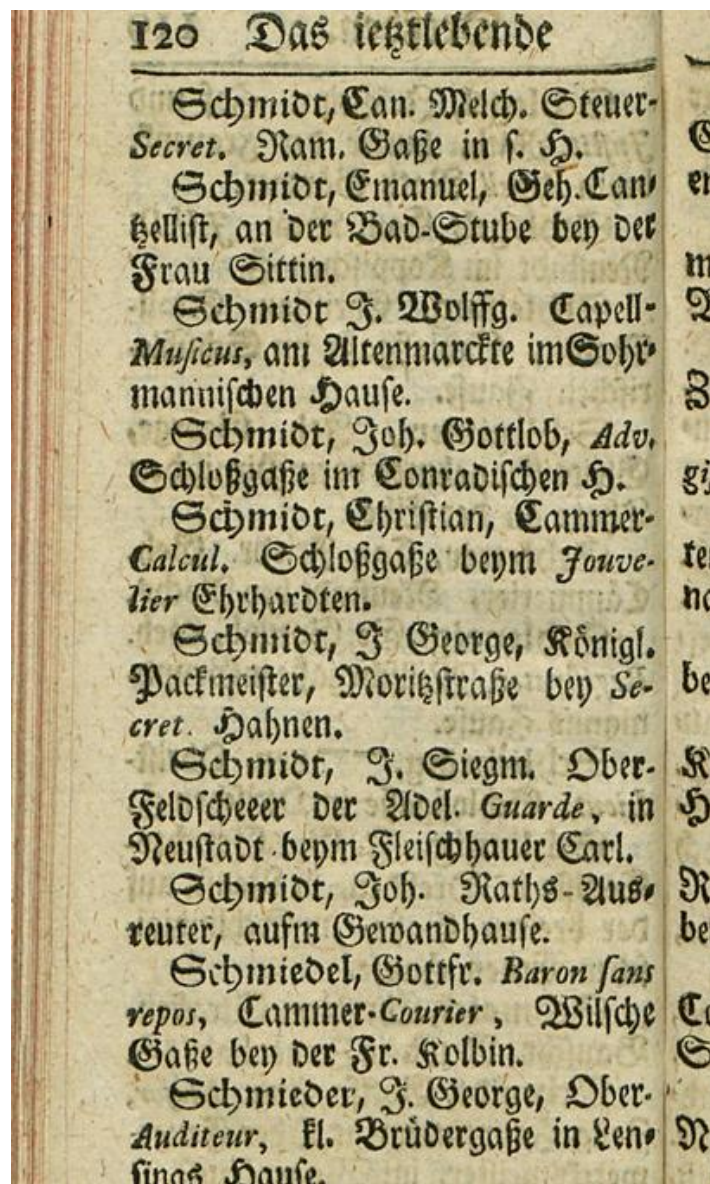 120 Das ietztlebende
Schmidt, Can. Melch. Steuer-
Secret. Ram. Gaße in s. H.
Schmidt, Emanuel, Geh. Can-
tzellist, an der Bad-Stube bey der
Frau Sittin.
Schmidt J. Wolffg. Capell-
Musicus, am Altenmarckte im Sohr-
mannischen Hause.
Schmidt, Joh. Gottlob, Adv.
Schloßgaße im Conradischen H.
Schmidt, Christian, Cammer-
Calcul. Schloßgaße beym Jouve-
lier Ehrhardten.
Schmidt, J George, Königl.
Packmeister, Moritzstraße bey Se-
cret. Hahnen.
Schmidt, J. Siegm. Ober-
Feldscheeer der Adel. Guarde, in
Neustadt beym Fleischhauer Carl.
Schmidt, Joh. Raths-Aus-
reuter, aufm Gewandhause.
Schmiedel, Gottfr. Baron sans
repos, Cammer-Courier, Wilsche
Gaße bey der Fr. Kolbin.
Schmieder, J. George, Ober-
Auditeur, kl. Brüdergaße in Len-
sings Hause.